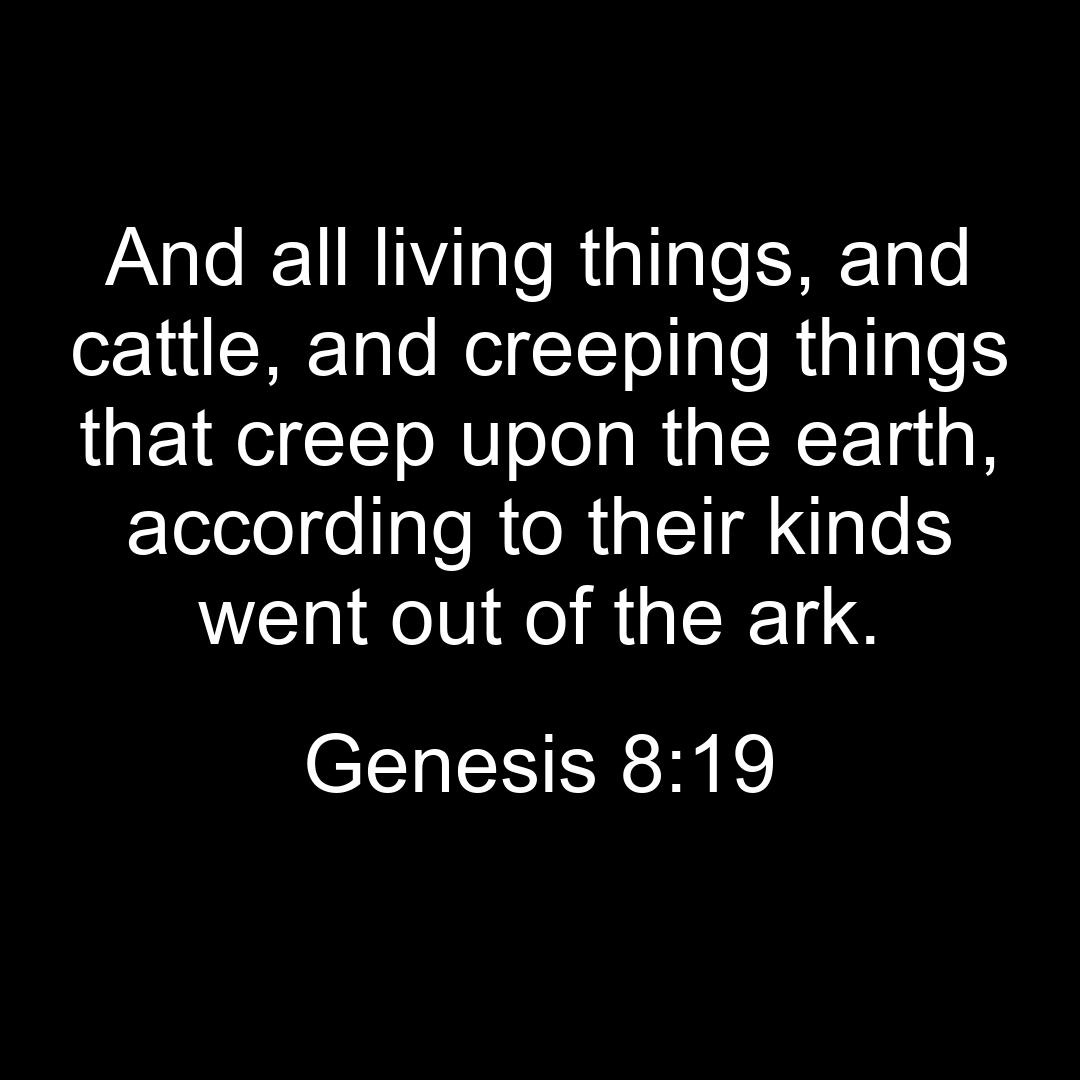 And all living things, and
cattle, and creeping things
that creep upon the earth,
according to their kinds
went out of the ark.
Genesis 8:19